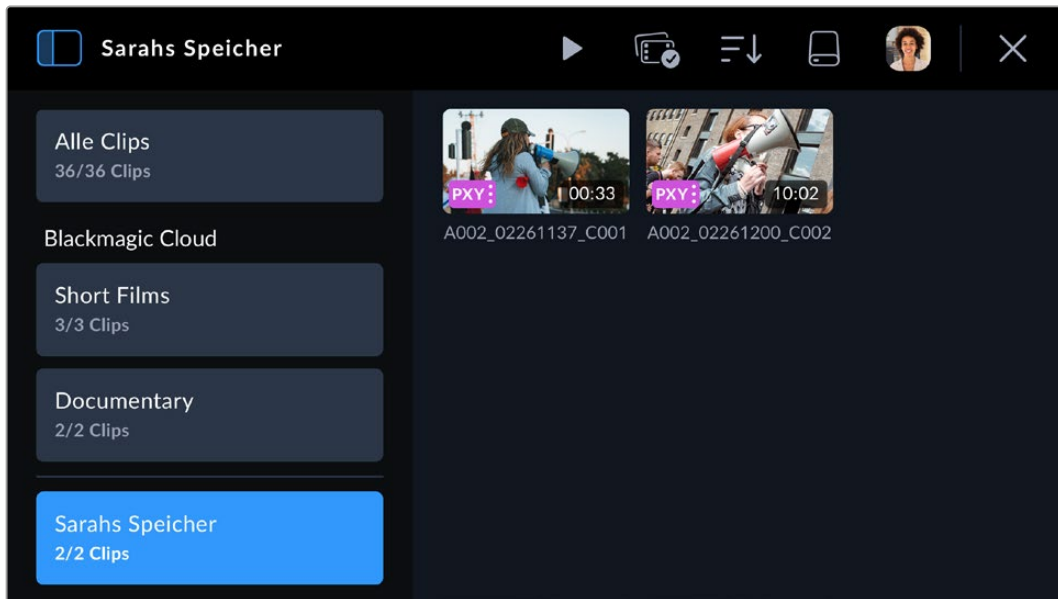 Sarahs Speicher
Alle Clips
36/36 Clips
Blackmagic Cloud
Short Films
3/3 Clips
Documentary
2/2 Clips
Sarahs Speicher
2/2 Clips
PXY 00:33
A002_02261137_C001
PXY 10:02
A002_02261200_C002